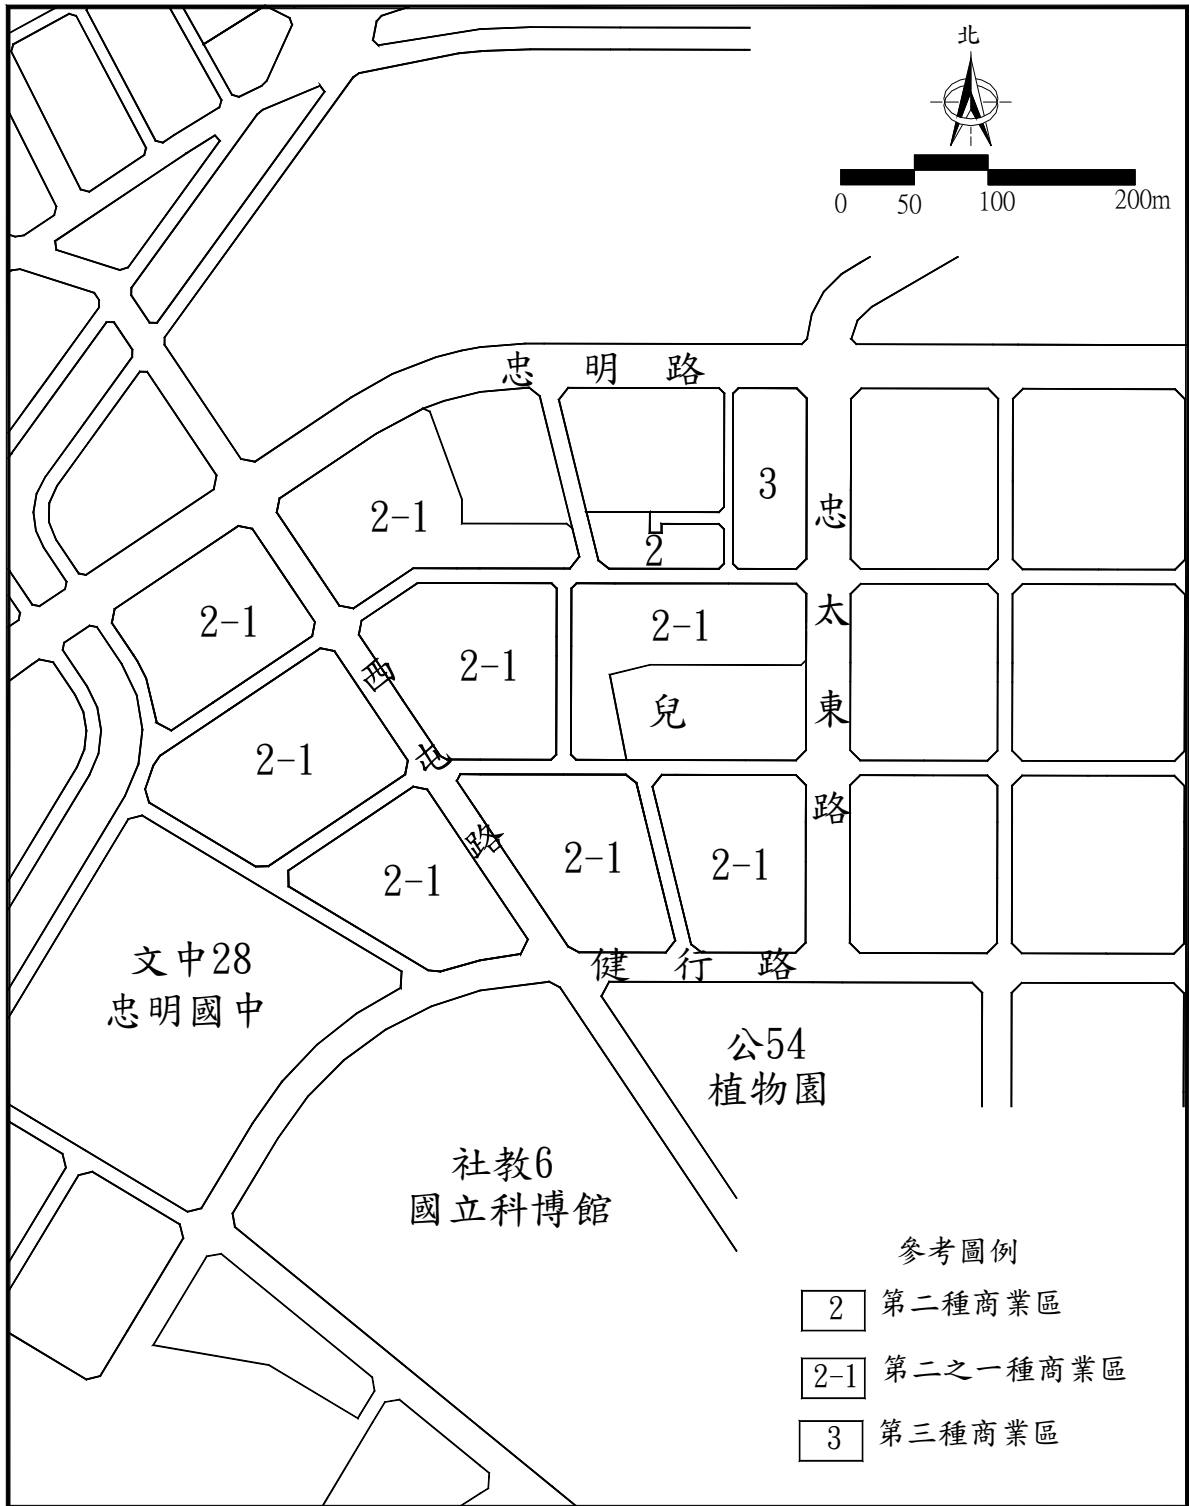 北
0 50 100 200m
忠明路
3
2-1
忠
2
太
2-1
2-1
2-1
西
兒
東
屯
2-1
路
路
2-1
2-1
2-1
健行路
文中28
忠明國中
公54
植物園
社教6
國立科博館
參考圖例
2 第二種商業區
2-1 第二之一種商業區
3 第三種商業區